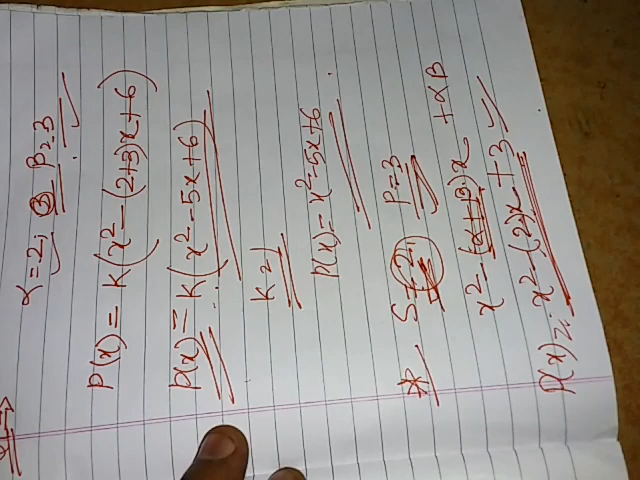 α=2; β=3
P(x) = K(x²-(2+3)x+6)
P(x) = K(x²-5x+6)
K=1
P(x) = x²-5x+6
* S=2; P=3
x²-(α+β)x +αβ
P(x) = x²-(2)x+3